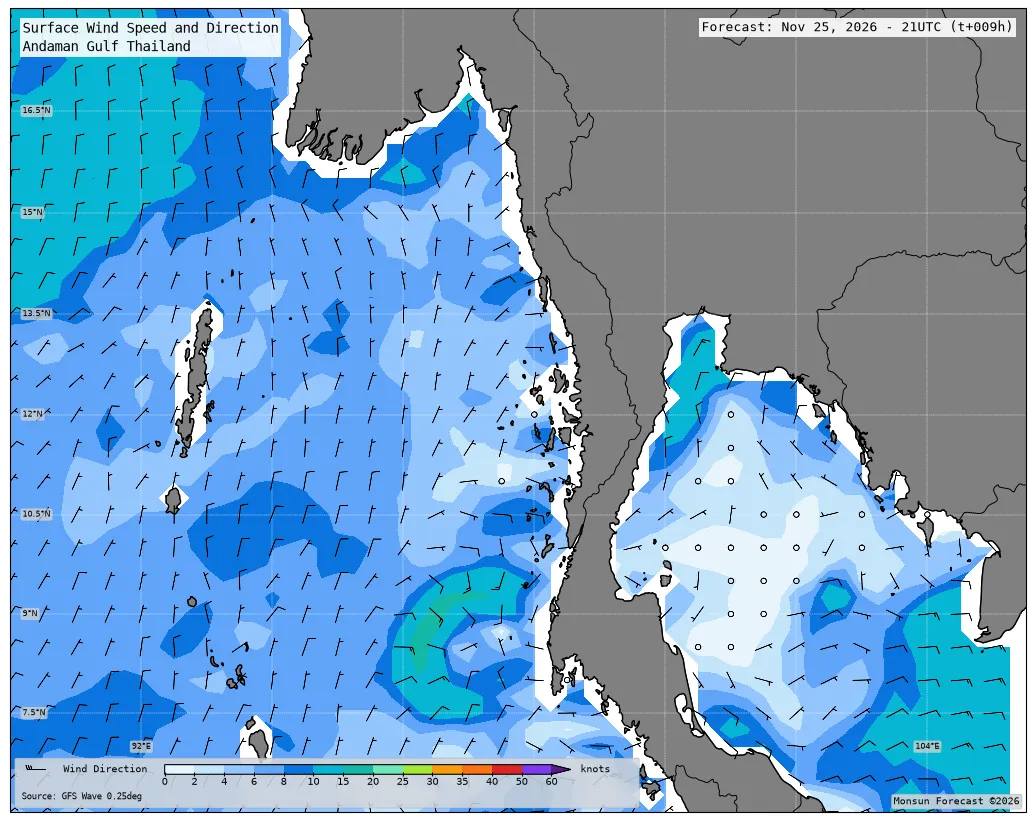 Surface Wind Speed and Direction
Andaman Gulf Thailand
Forecast: Nov 25, 2026 - 21UTC (t+009h)
16.5°N
15°N
13.5°N
12°N
10.5°N
9°N
7.5°N
92°E
104°E
Wind Direction
0 2 4 6 8 10 15 20 25 30 35 40 50 60
knots
Source: GFS Wave 0.25deg
Monsun Forecast ©2026